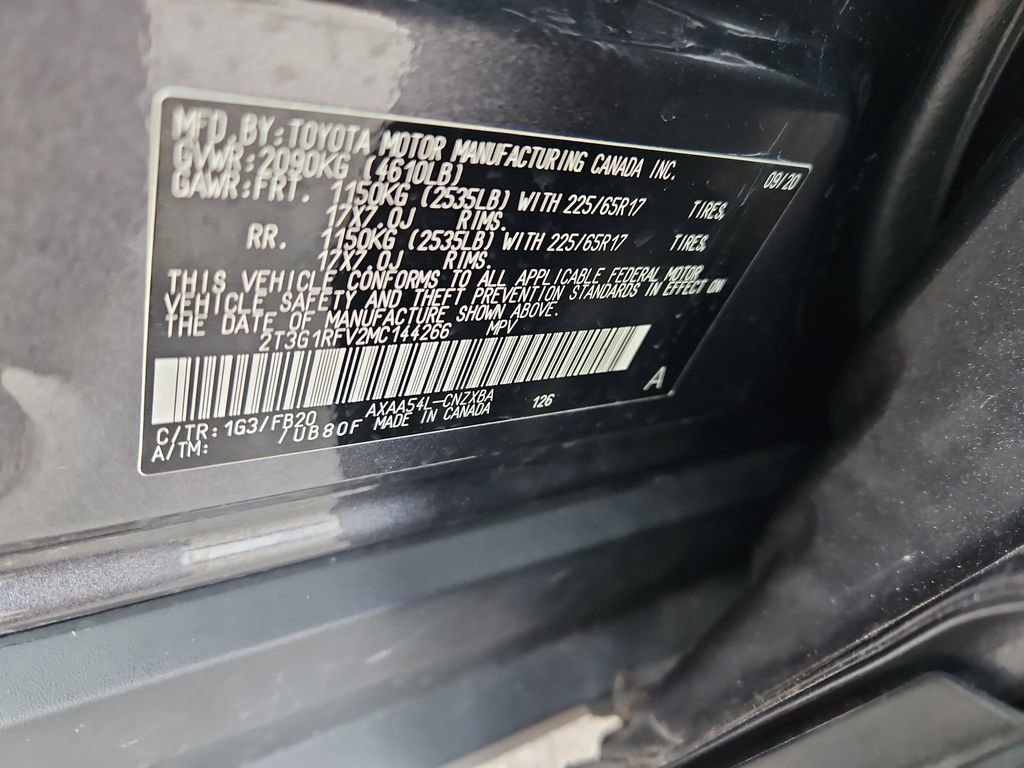 MFD. BY: TOYOTA MOTOR MANUFACTURING CANADA INC. 09/20
GVWR: 2090KG (4610LB)
GAWR: FRT. 1150KG (2535LB) WITH 225/65R17 TIRES,
17X7.0J RIMS.
RR. 1150KG (2535LB) WITH 225/65R17 TIRES,
17X7.0J RIMS.
THIS VEHICLE CONFORMS TO ALL APPLICABLE FEDERAL MOTOR
VEHICLE SAFETY AND THEFT PREVENTION STANDARDS IN EFFECT ON
THE DATE OF MANUFACTURE SHOWN ABOVE.
2T3G1RFV2MC144266 MPV
A
C/TR: 1G3/FB20 AXAA54L-CNZXBA 126
A/TM: /UB80F MADE IN CANADA